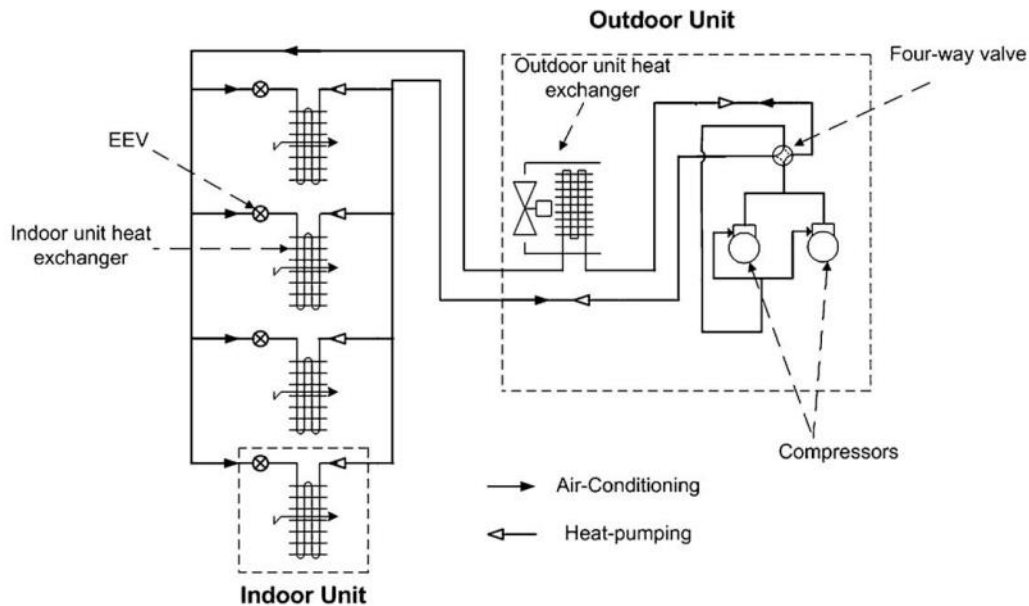 Outdoor Unit
Outdoor unit heat
exchanger
Four-way valve
EEV
Indoor unit heat
exchanger
Compressors
Air-Conditioning
Heat-pumping
Indoor Unit